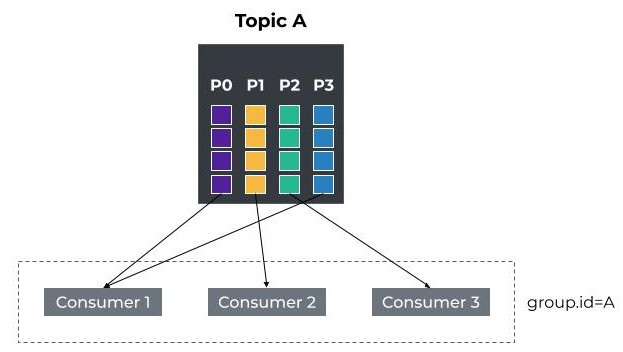 Topic A
P0 P1 P2 P3
Consumer 1 Consumer 2 Consumer 3 group.id=A